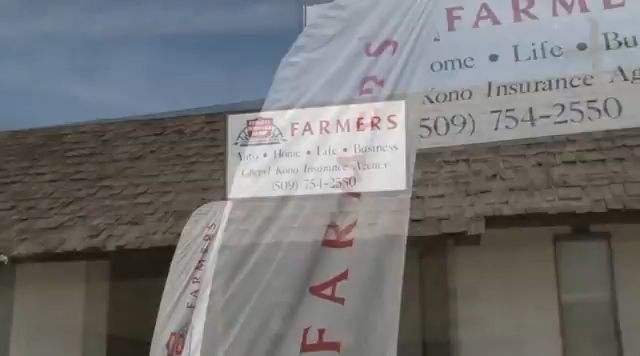 FARME
ome • Life • Bu
Kono Insurance Ag
509) 754-2550
FARMERS
Auto • Home • Life • Business
Cheryl Kono Insurance Agency
(509) 754-2550
FARMERS
FARMERS